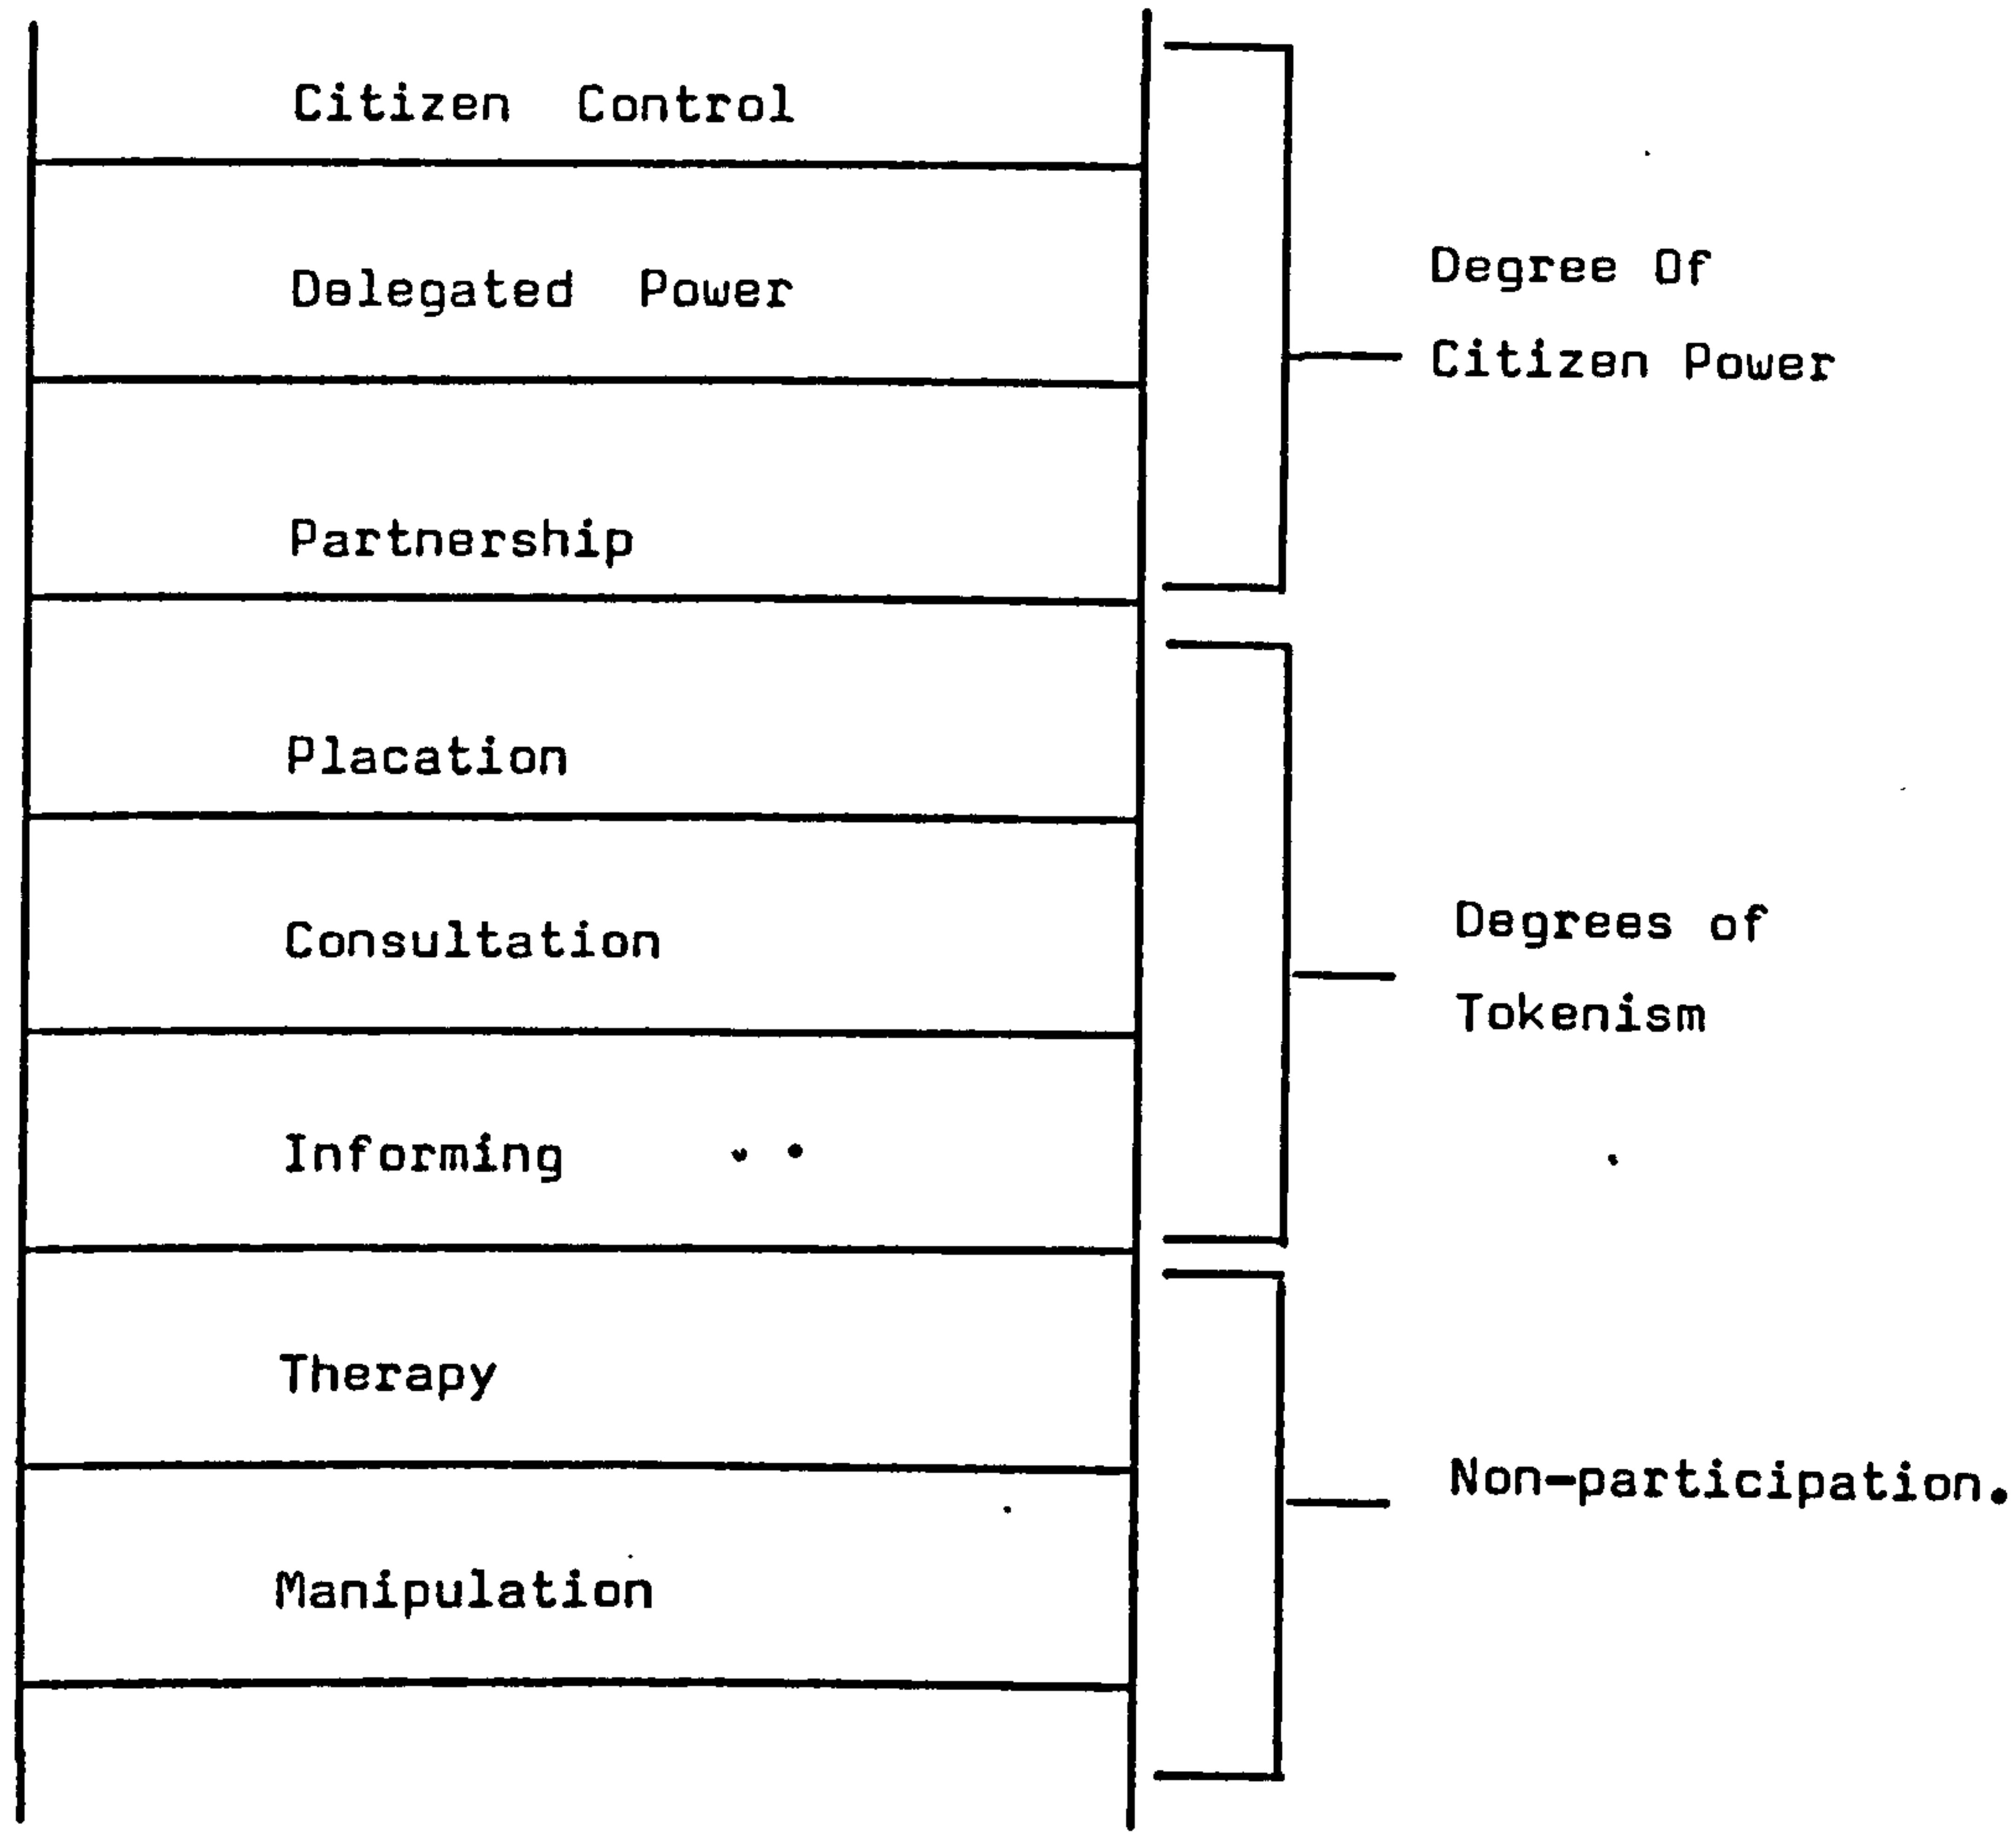 Citizen Control
Delegated Power
Partnership
Placation
Consultation
Informing
Therapy
Manipulation
Degree Of
Citizen Power
Degrees of
Tokenism
Non-participation.